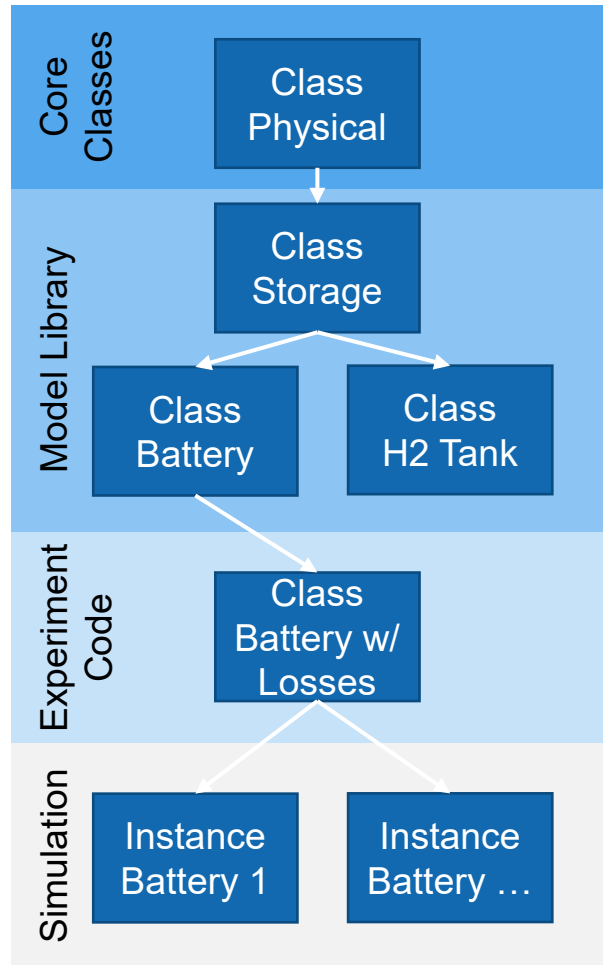 Core
Classes
Class
Physical
Model Library
Class
Storage
Class
Battery
Class
H2 Tank
Experiment
Code
Class
Battery w/
Losses
Simulation
Instance
Battery 1
Instance
Battery …